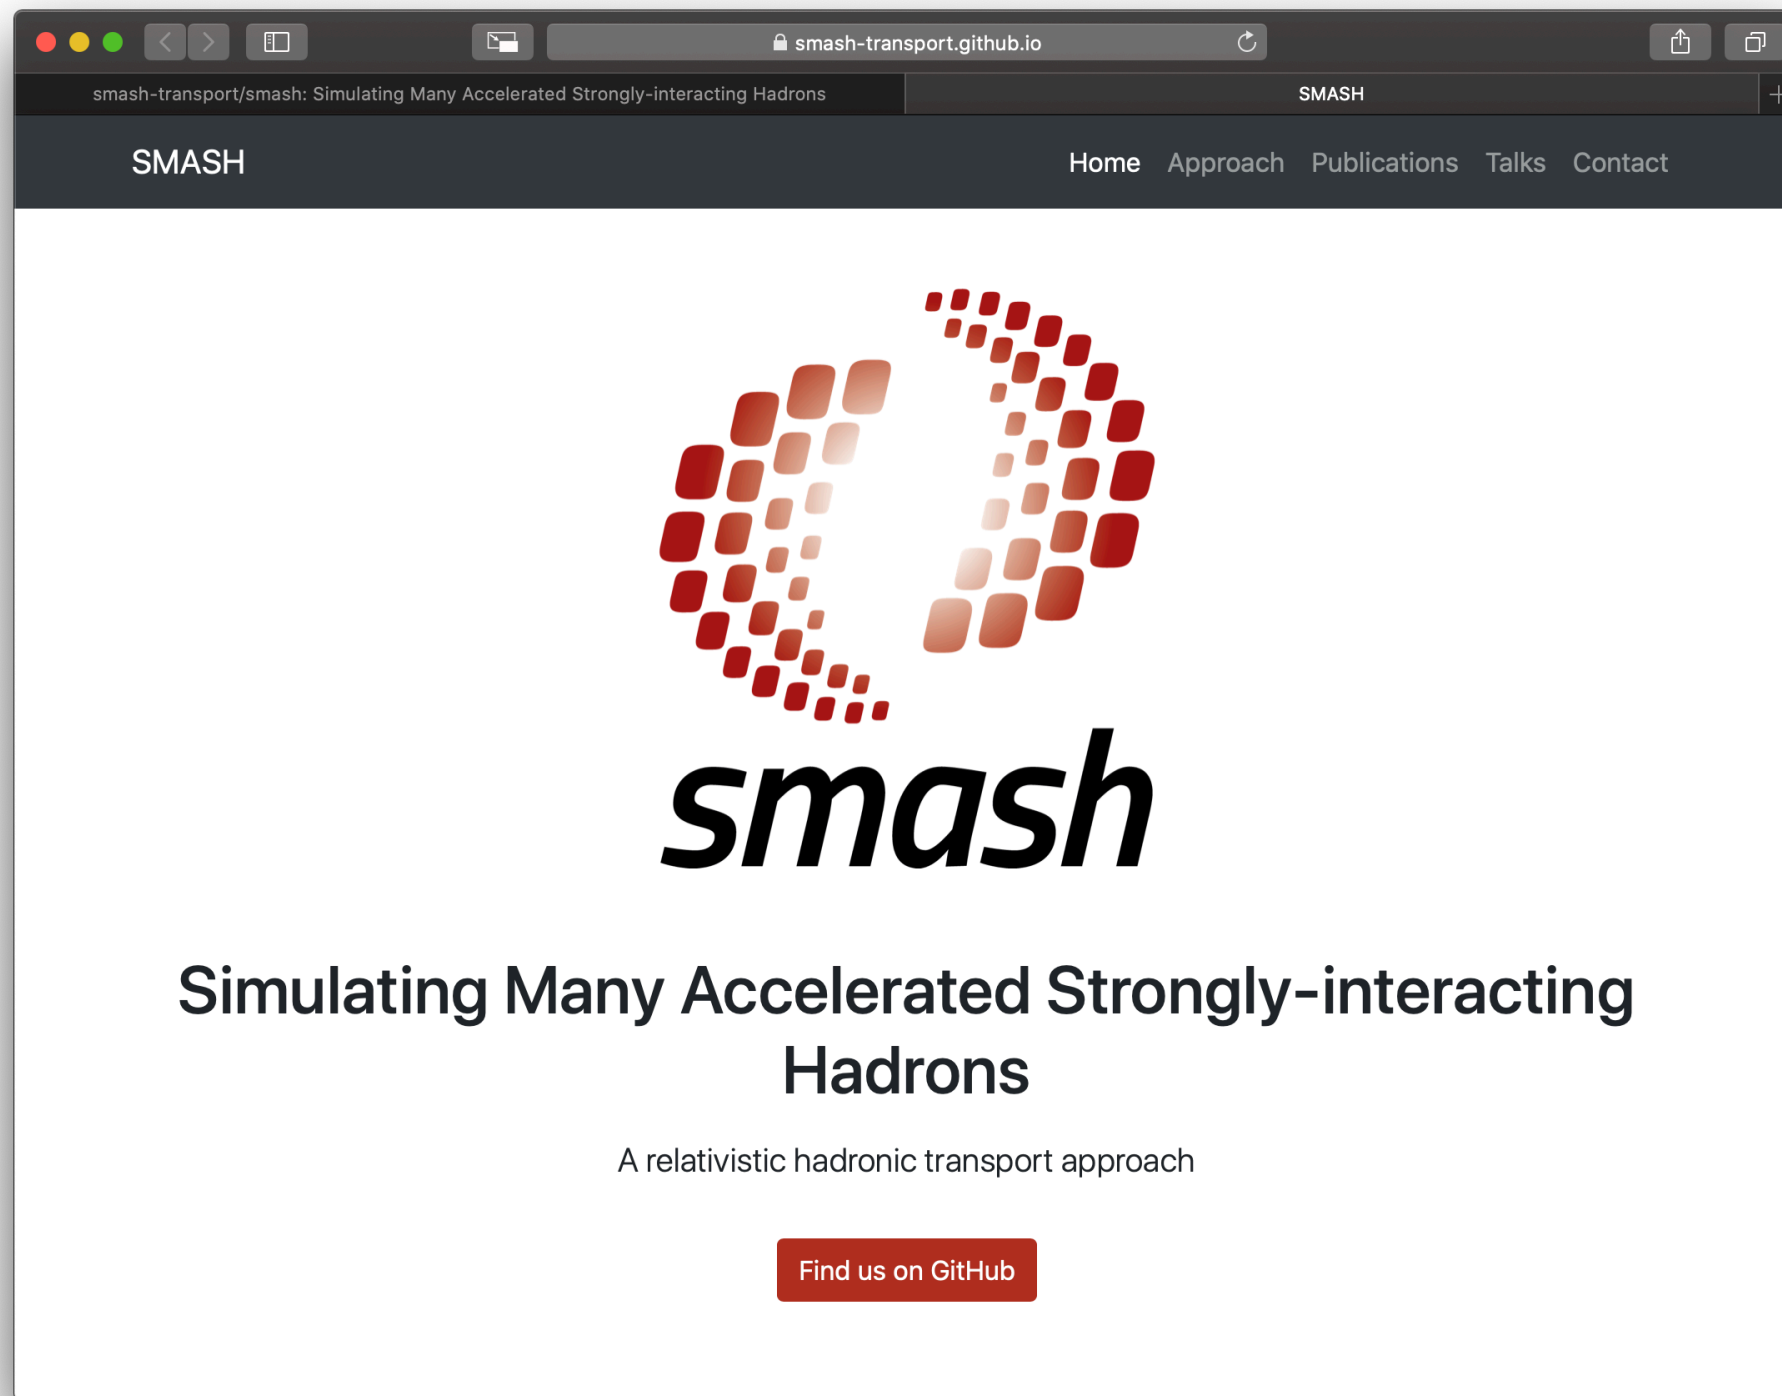 smash-transport.github.io
smash-transport/smash: Simulating Many Accelerated Strongly-interacting Hadrons
SMASH
SMASH
Home Approach Publications Talks Contact
smash
Simulating Many Accelerated Strongly-interacting
Hadrons
A relativistic hadronic transport approach
Find us on GitHub